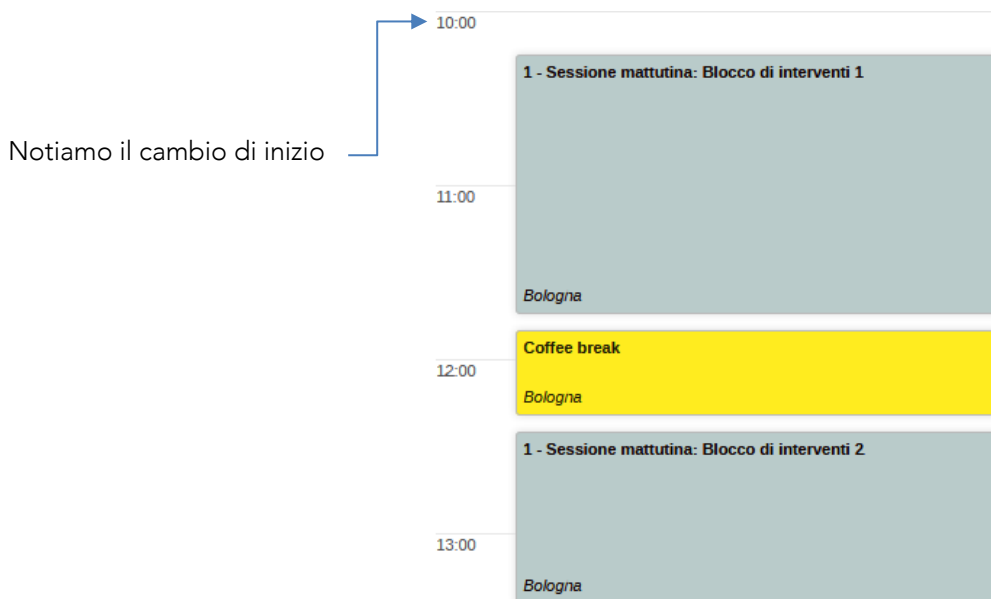 10:00
1 - Sessione mattutina: Blocco di interventi 1
Notiamo il cambio di inizio
11:00
Bologna
Coffee break
12:00
Bologna
1 - Sessione mattutina: Blocco di interventi 2
13:00
Bologna